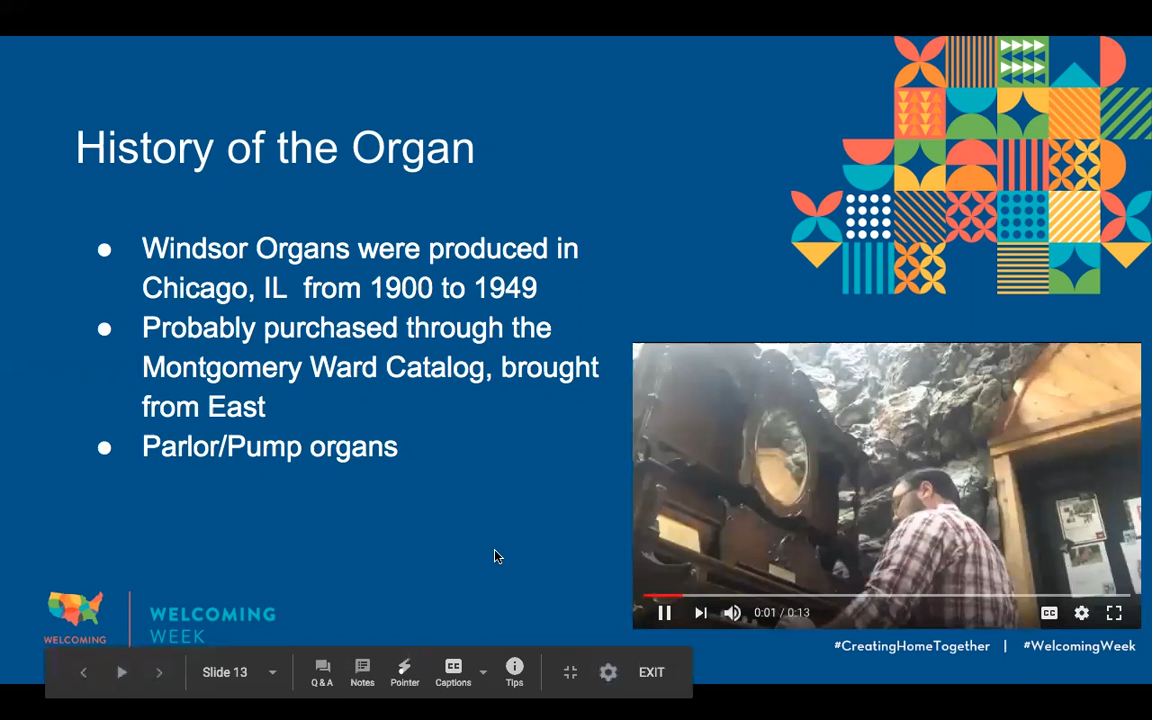 History of the Organ
● Windsor Organs were produced in
Chicago, IL  from 1900 to 1949
● Probably purchased through the
Montgomery Ward Catalog, brought
from East
● Parlor/Pump organs
0:01 / 0:13
CC
#CreatingHomeTogether | #WelcomingWeek
WELCOMING
WELCOMING
WEEK
Slide 13
Q & A
Notes
Pointer
CC
Captions
Tips
EXIT